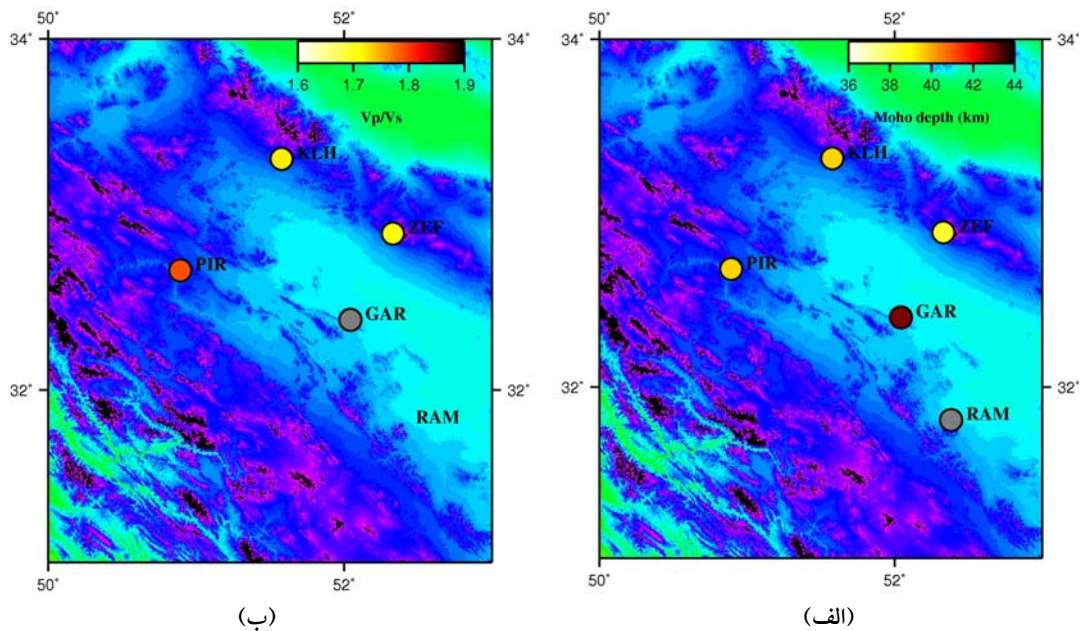 50˚ 52˚ 50˚ 52˚
34˚ 34˚ 34˚
1.6 1.7 1.8 1.9 36 38 40 42 44
Vp/Vs Moho depth (km)
KLH KLH
ZEF ZEF
PIR PIR
GAR GAR
32˚ 32˚ 32˚
RAM RAM
50˚ 52˚ 50˚ 52˚
(ب) (الف)